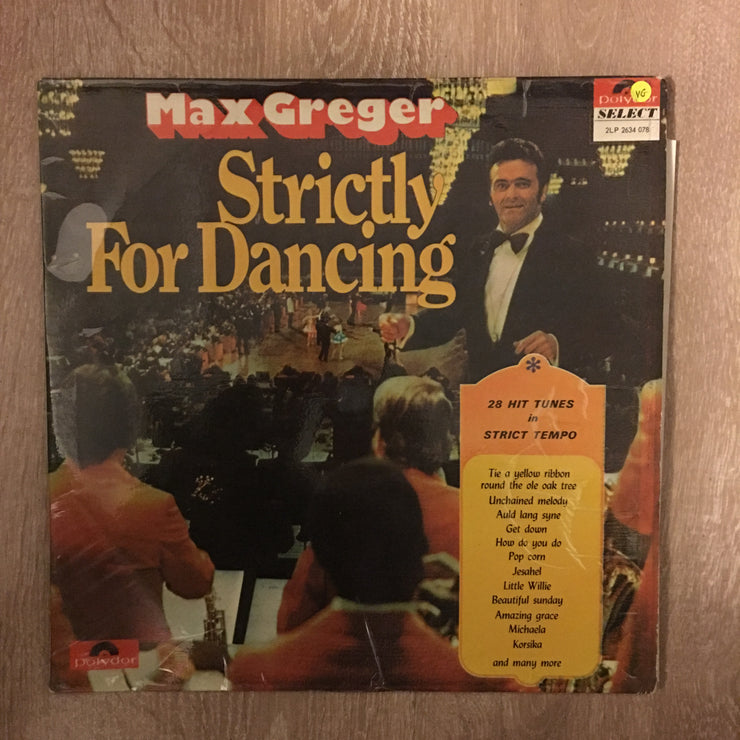 Max Greger
Strictly
For Dancing
polydor
VG
SELECT
2LP 2634 078
*
28 HIT TUNES
in
STRICT TEMPO
Tie a yellow ribbon
round the ole oak tree
Unchained melody
Auld lang syne
Get down
How do you do
Pop corn
Jesahel
Little Willie
Beautiful sunday
Amazing grace
Michaela
Korsika
and many more
polydor